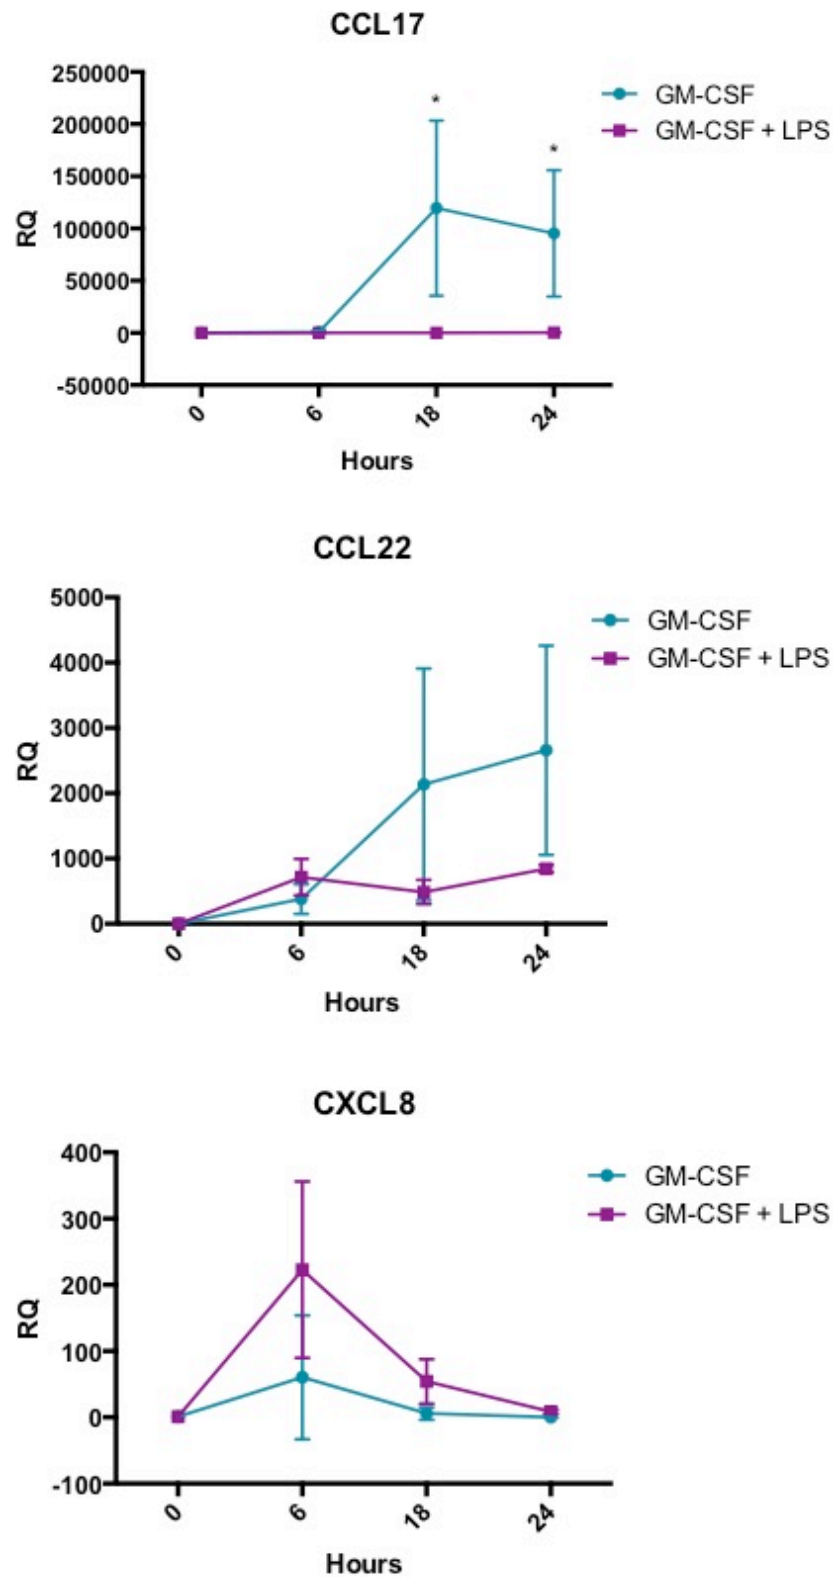 CCL17
250000
200000
150000
100000
50000
0
-50000
RQ
* *
0 6 18 24
Hours
GM-CSF
GM-CSF + LPS
CCL22
5000
4000
3000
2000
1000
0
RQ
0 6 18 24
Hours
GM-CSF
GM-CSF + LPS
CXCL8
400
300
200
100
0
-100
RQ
0 6 18 24
Hours
GM-CSF
GM-CSF + LPS